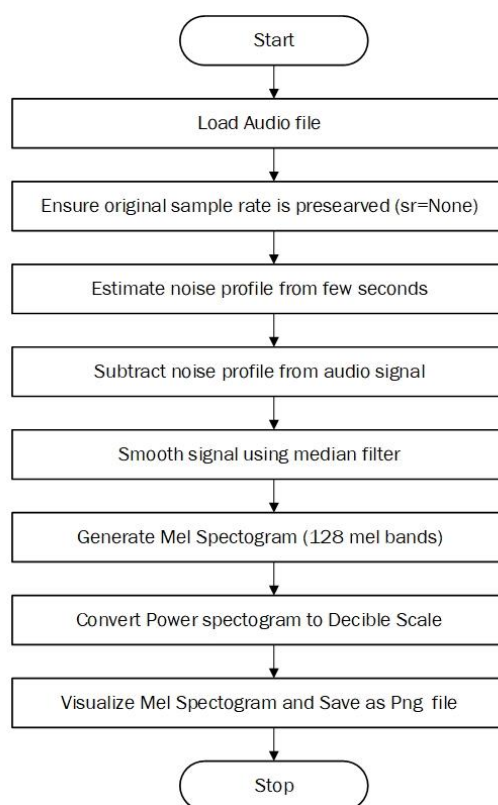 Start
Load Audio file
Ensure original sample rate is presearved (sr=None)
Estimate noise profile from few seconds
Subtract noise profile from audio signal
Smooth signal using median filter
Generate Mel Spectogram (128 mel bands)
Convert Power spectogram to Decible Scale
Visualize Mel Spectogram and Save as Png file
Stop